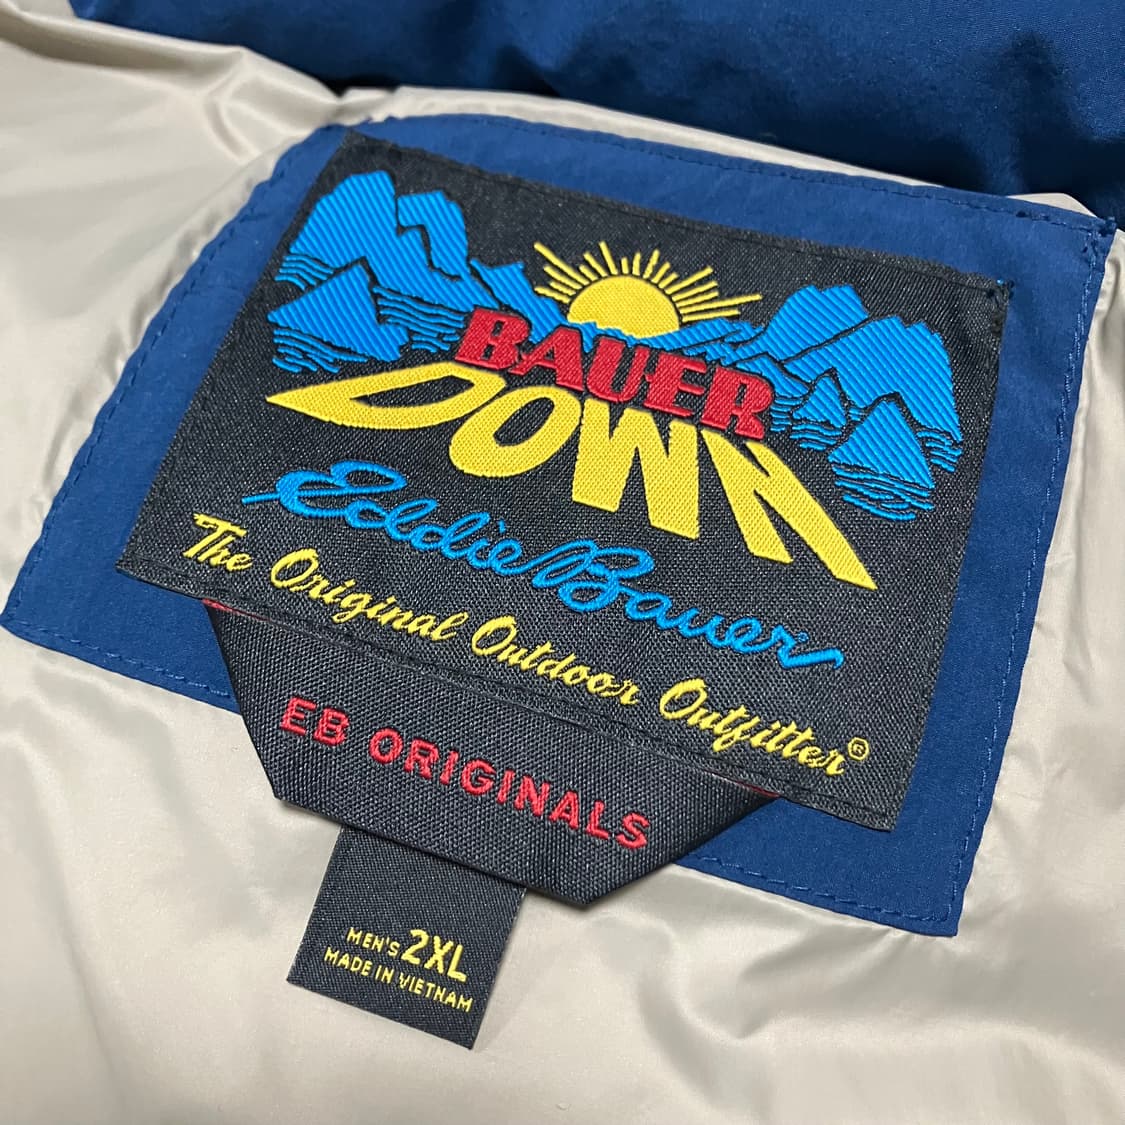 BAUER
DOWN
Eddie Bauer
The Original Outdoor Outfitter®
EB ORIGINALS
MEN'S 2XL
MADE IN VIETNAM